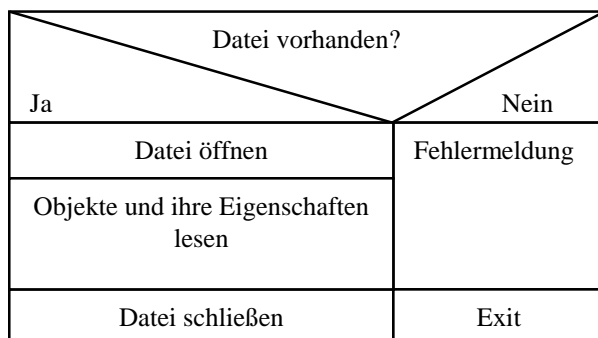 Datei vorhanden?
Ja
Nein
Datei öffnen
Fehlermeldung
Objekte und ihre Eigenschaften
lesen
Datei schließen
Exit